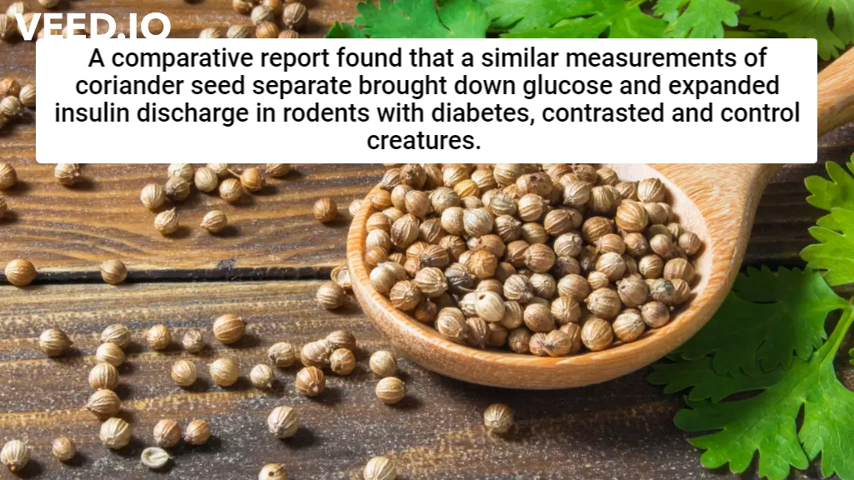 VEED.IO
A comparative report found that a similar measurements of
coriander seed separate brought down glucose and expanded
insulin discharge in rodents with diabetes, contrasted and control
creatures.